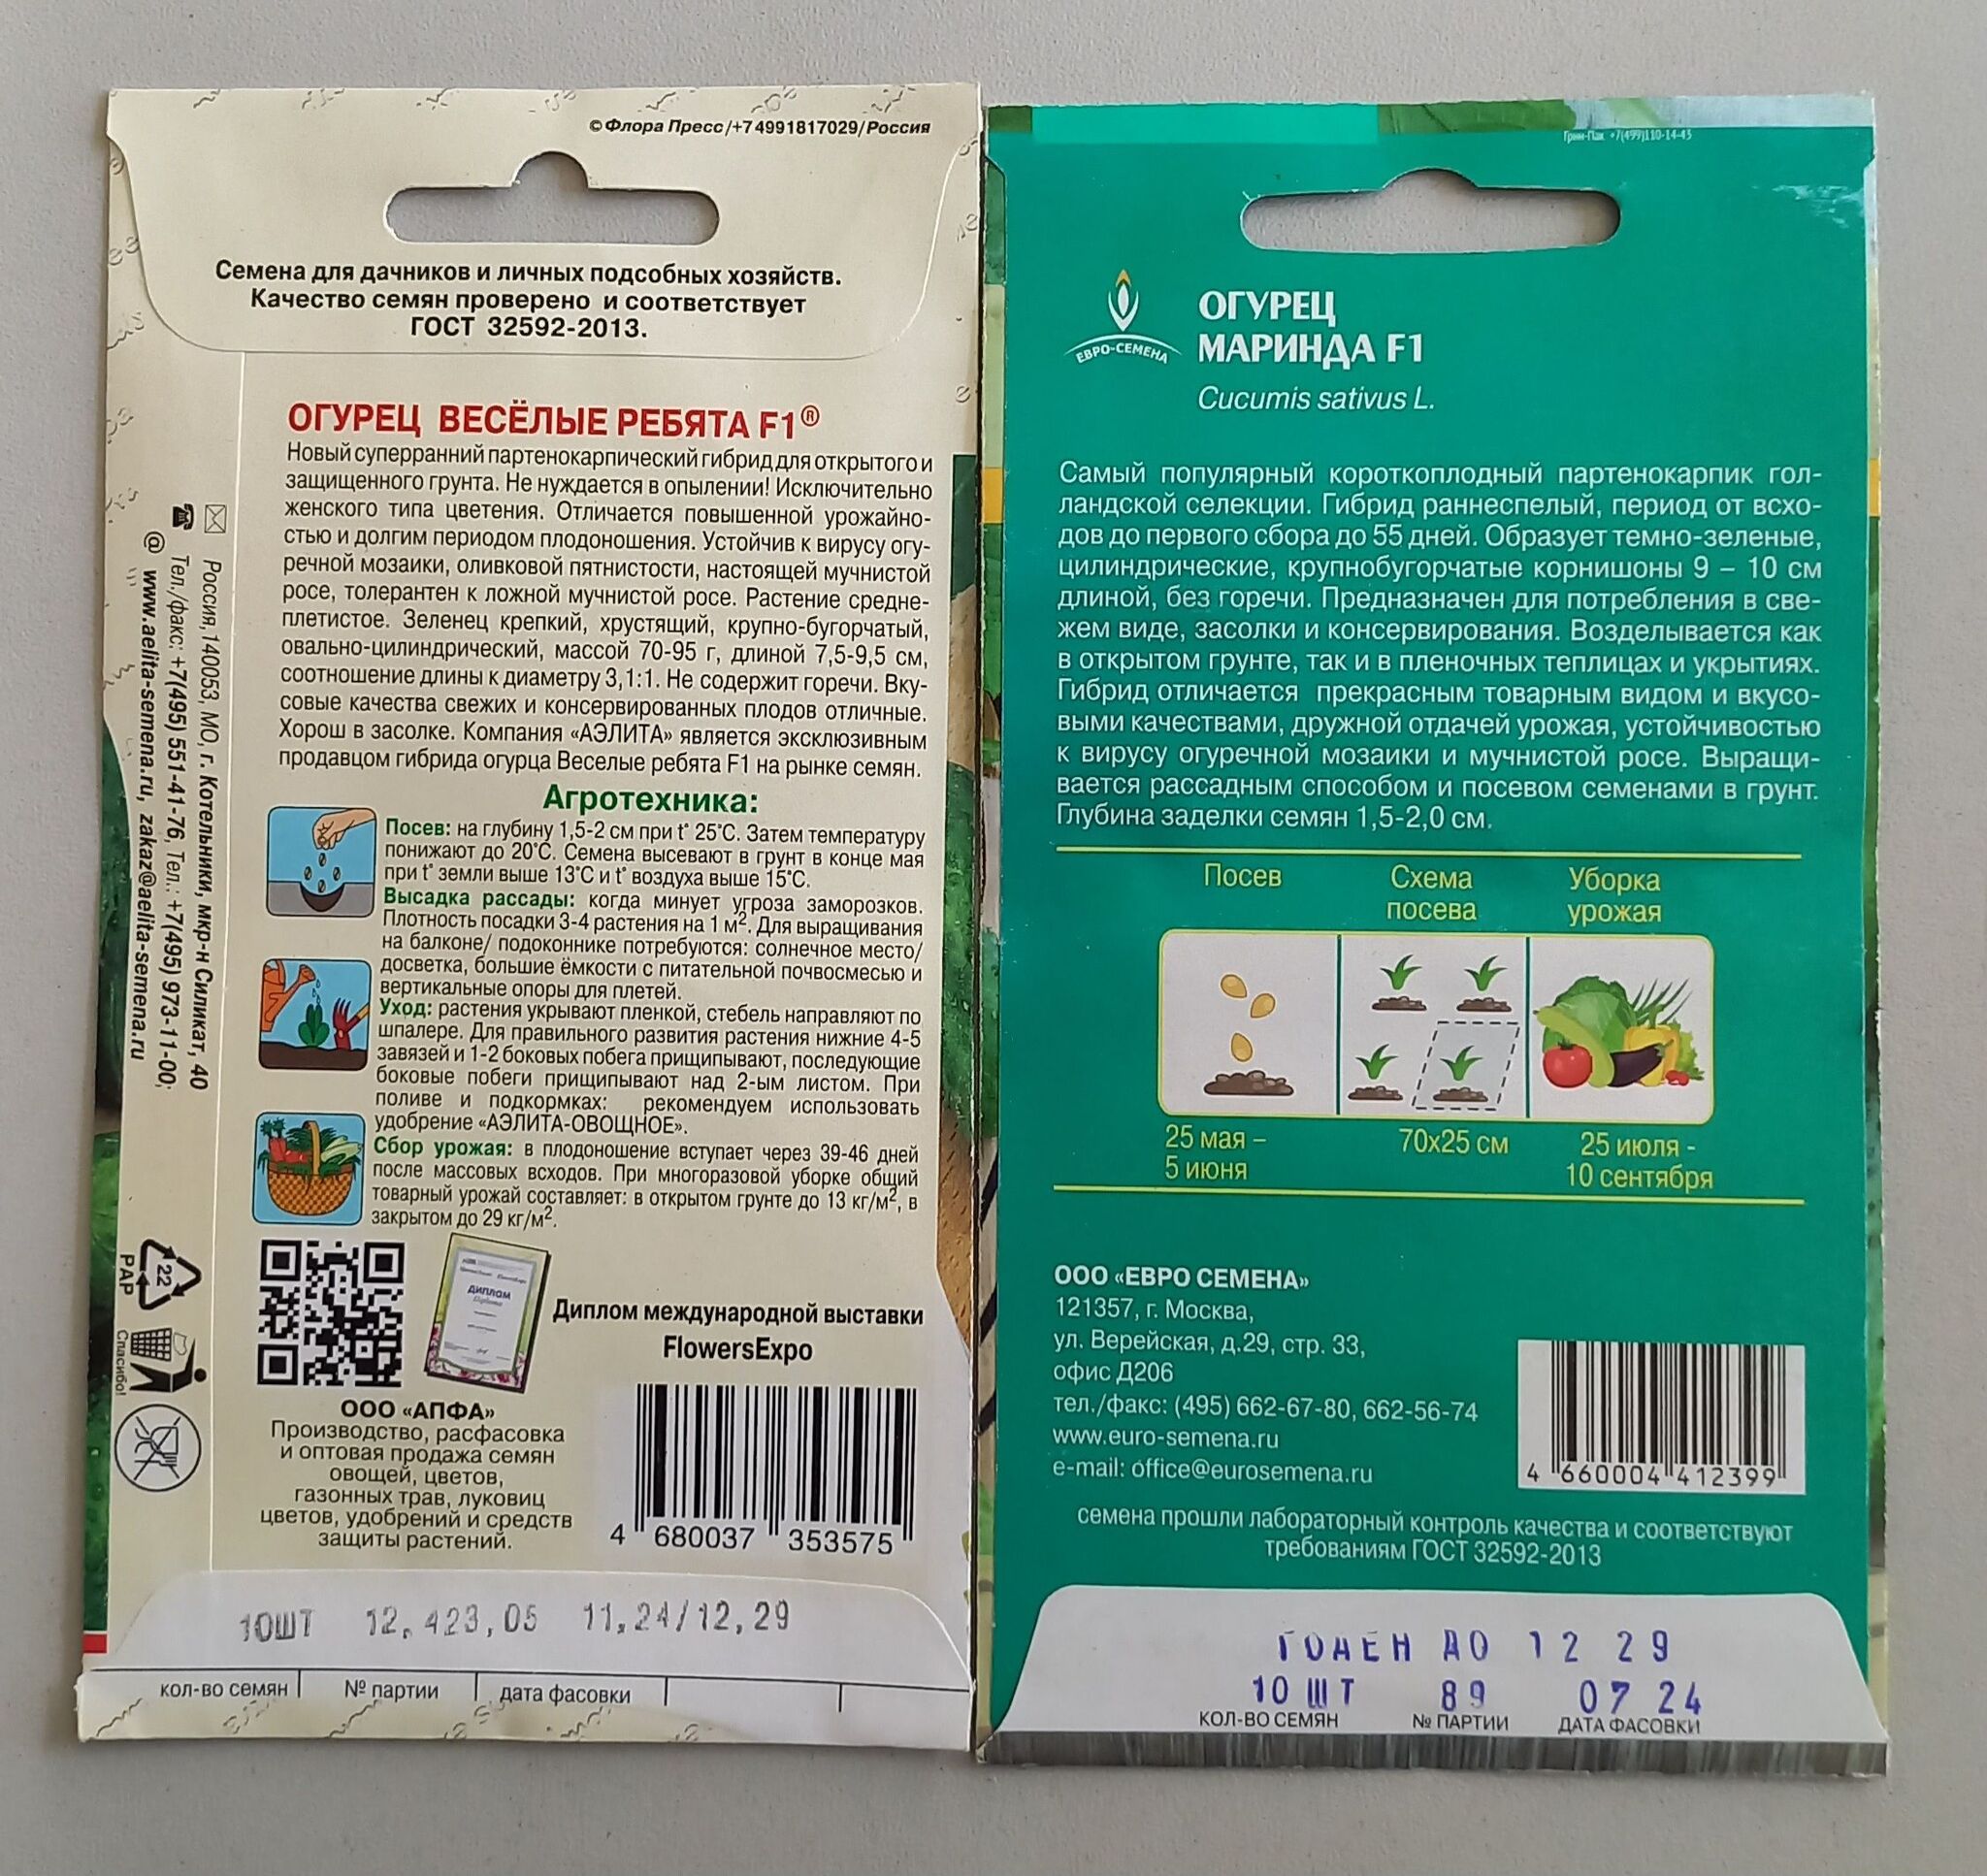 ©Флора Пресс/+74991817029/Россия
Семена для дачников и личных подсобных хозяйств.
Качество семян проверено и соответствует
ГОСТ 32592-2013.
ОГУРЕЦ ВЕСЁЛЫЕ РЕБЯТА F1®
Новый суперранний партенокарпический гибрид для открытого и
защищенного грунта. Не нуждается в опылении! Исключительно
женского типа цветения. Отличается повышенной урожайно-
стью и долгим периодом плодоношения. Устойчив к вирусу огу-
речной мозаики, оливковой пятнистости, настоящей мучнистой
росе, толерантен к ложной мучнистой росе. Растение средне-
плетистое. Зеленец крепкий, хрустящий, крупно-бугорчатый,
овально-цилиндрический, массой 70-95 г, длиной 7,5-9,5 см,
соотношение длины к диаметру 3,1:1. Не содержит горечи. Вку-
совые качества свежих и консервированных плодов отличные.
Хорош в засолке. Компания «АЭЛИТА» является эксклюзивным
продавцом гибрида огурца Веселые ребята F1 на рынке семян.
Агротехника:
Посев: на глубину 1,5-2 см при t° 25°С. Затем температуру
понижают до 20°С. Семена высевают в грунт в конце мая
при t° земли выше 13°С и t° воздуха выше 15°С.
Высадка рассады: когда минует угроза заморозков.
Плотность посадки 3-4 растения на 1 м². Для выращивания
на балконе/ подоконнике потребуются: солнечное место/
досветка, большие ёмкости с питательной почвосмесью и
вертикальные опоры для плетей.
Уход: растения укрывают пленкой, стебель направляют по
шпалере. Для правильного развития растения нижние 4-5
завязей и 1-2 боковых побега прищипывают, последующие
боковые побеги прищипывают над 2-ым листом. При
поливе и подкормках: рекомендуем использовать
удобрение «АЭЛИТА-ОВОЩНОЕ».
Сбор урожая: в плодоношение вступает через 39-46 дней
после массовых всходов. При многоразовой уборке общий
товарный урожай составляет: в открытом грунте до 13 кг/м², в
закрытом до 29 кг/м².
ДИПЛОМ
Диплом международной выставки
FlowersExpo
ООО «АПФА»
Производство, расфасовка
и оптовая продажа семян
овощей, цветов,
газонных трав, луковиц
цветов, удобрений и средств
защиты растений.
4 680037 353575
Россия,140053, МО, г. Котельники, мкр-н Силикат, 40
Тел./факс: +7(495) 551-41-76, Тел.: +7(495) 973-11-00;
@ www.aelita-semena.ru, zakaz@aelita-semena.ru
22
PAP
Спасибо!
10ШТ 12.423,05 11.24/12,29
кол-во семян № партии дата фасовки
Грин-Пак +7(499)110-14-43
ЕВРО-СЕМЕНА
ОГУРЕЦ
МАРИНДА F1
Cucumis sativus L.
Самый популярный короткоплодный партенокарпик гол-
ландской селекции. Гибрид раннеспелый, период от всхо-
дов до первого сбора до 55 дней. Образует темно-зеленые,
цилиндрические, крупнобугорчатые корнишоны 9 – 10 см
длиной, без горечи. Предназначен для потребления в све-
жем виде, засолки и консервирования. Возделывается как
в открытом грунте, так и в пленочных теплицах и укрытиях.
Гибрид отличается прекрасным товарным видом и вкусо-
выми качествами, дружной отдачей урожая, устойчивостью
к вирусу огуречной мозаики и мучнистой росе. Выращи-
вается рассадным способом и посевом семенами в грунт.
Глубина заделки семян 1,5-2,0 см.
Посев Схема посева Уборка урожая
25 мая – 5 июня
70х25 см
25 июля - 10 сентября
ООО «ЕВРО СЕМЕНА»
121357, г. Москва,
ул. Верейская, д.29, стр. 33,
офис Д206
тел./факс: (495) 662-67-80, 662-56-74
www.euro-semena.ru
e-mail: office@eurosemena.ru
4 660004 412399
семена прошли лабораторный контроль качества и соответствуют
требованиям ГОСТ 32592-2013
ГОДЕН ДО 12 29
10 ШТ 89 07 24
КОЛ-ВО СЕМЯН № ПАРТИИ ДАТА ФАСОВКИ